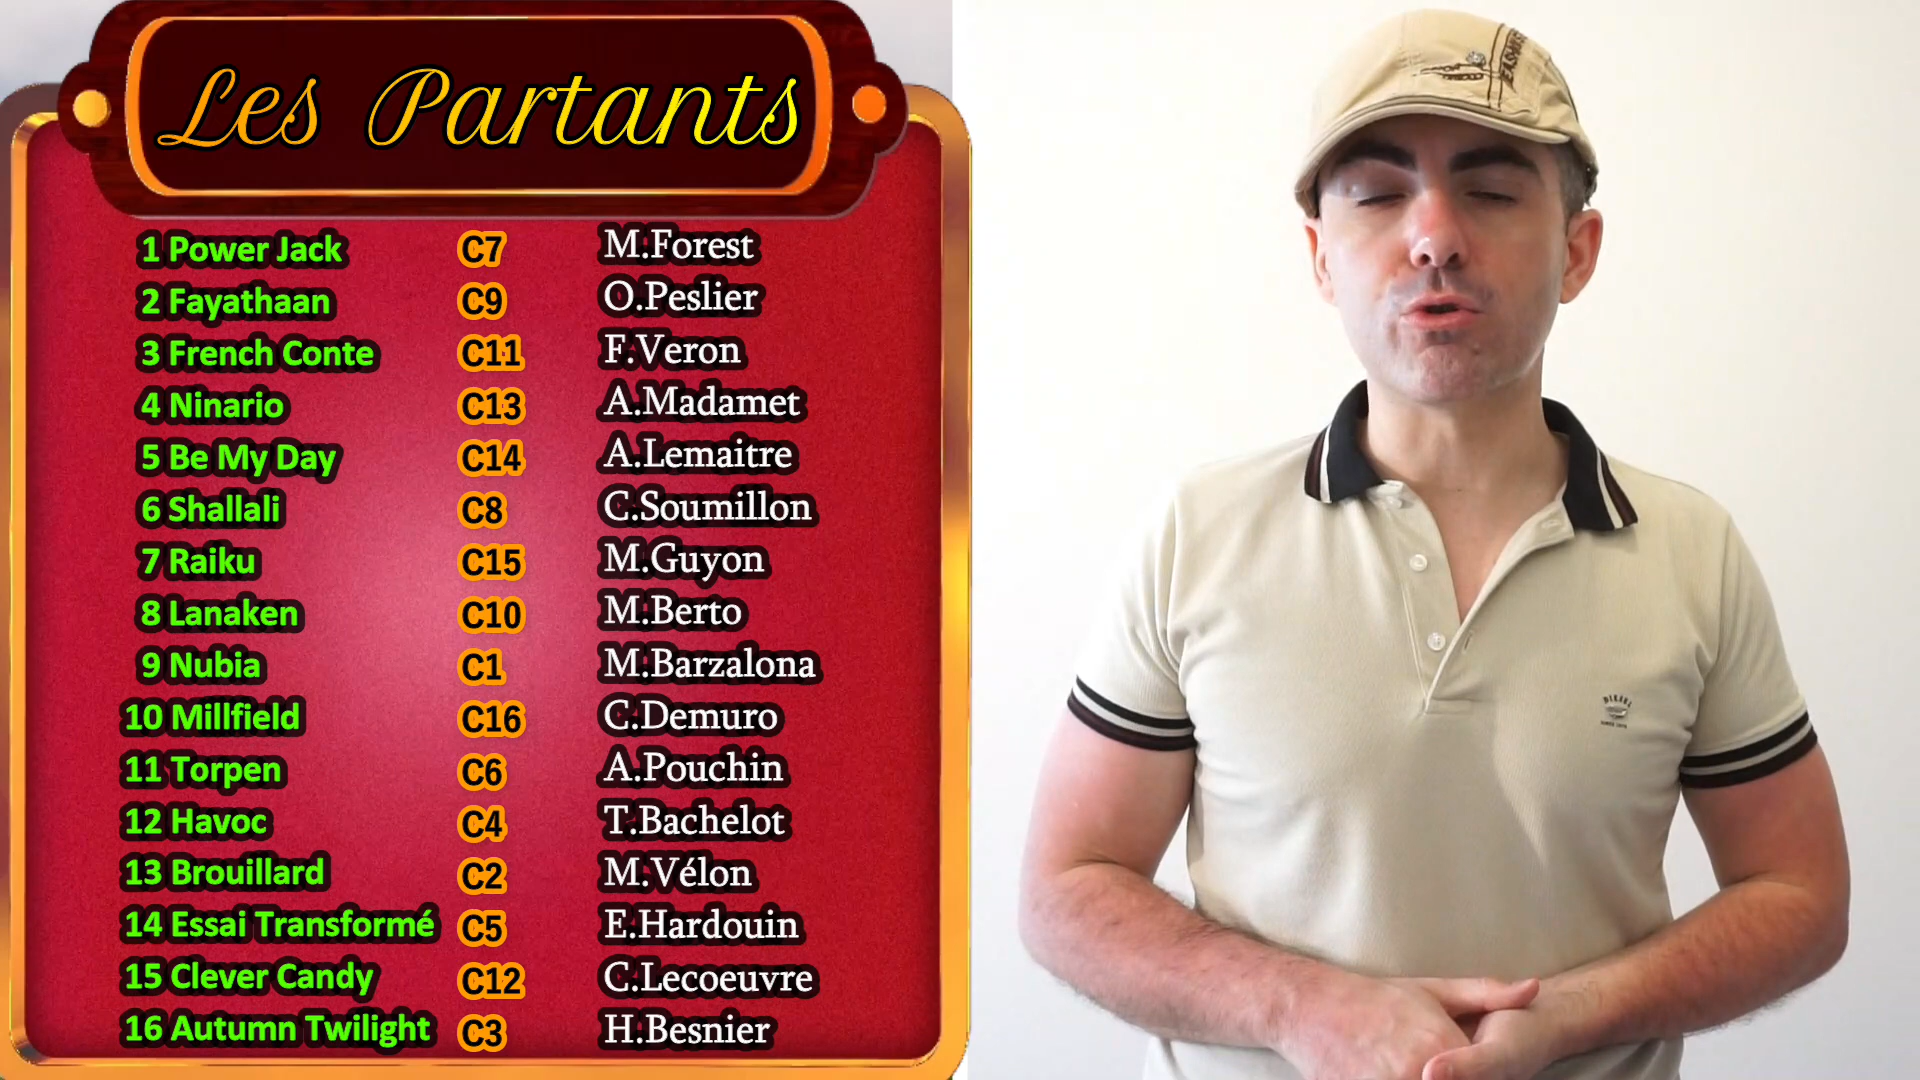 Les Partants
1 Power Jack C7 M.Forest
2 Fayathaan C9 O.Peslier
3 French Conte C11 F.Veron
4 Ninario C13 A.Madamet
5 Be My Day C14 A.Lemaitre
6 Shallali C8 C.Soumillon
7 Raiku C15 M.Guyon
8 Lanaken C10 M.Berto
9 Nubia C1 M.Barzalona
10 Millfield C16 C.Demuro
11 Torpen C6 A.Pouchin
12 Havoc C4 T.Bachelot
13 Brouillard C2 M.Vélon
14 Essai Transformé C5 E.Hardouin
15 Clever Candy C12 C.Lecoeuvre
16 Autumn Twilight C3 H.Besnier